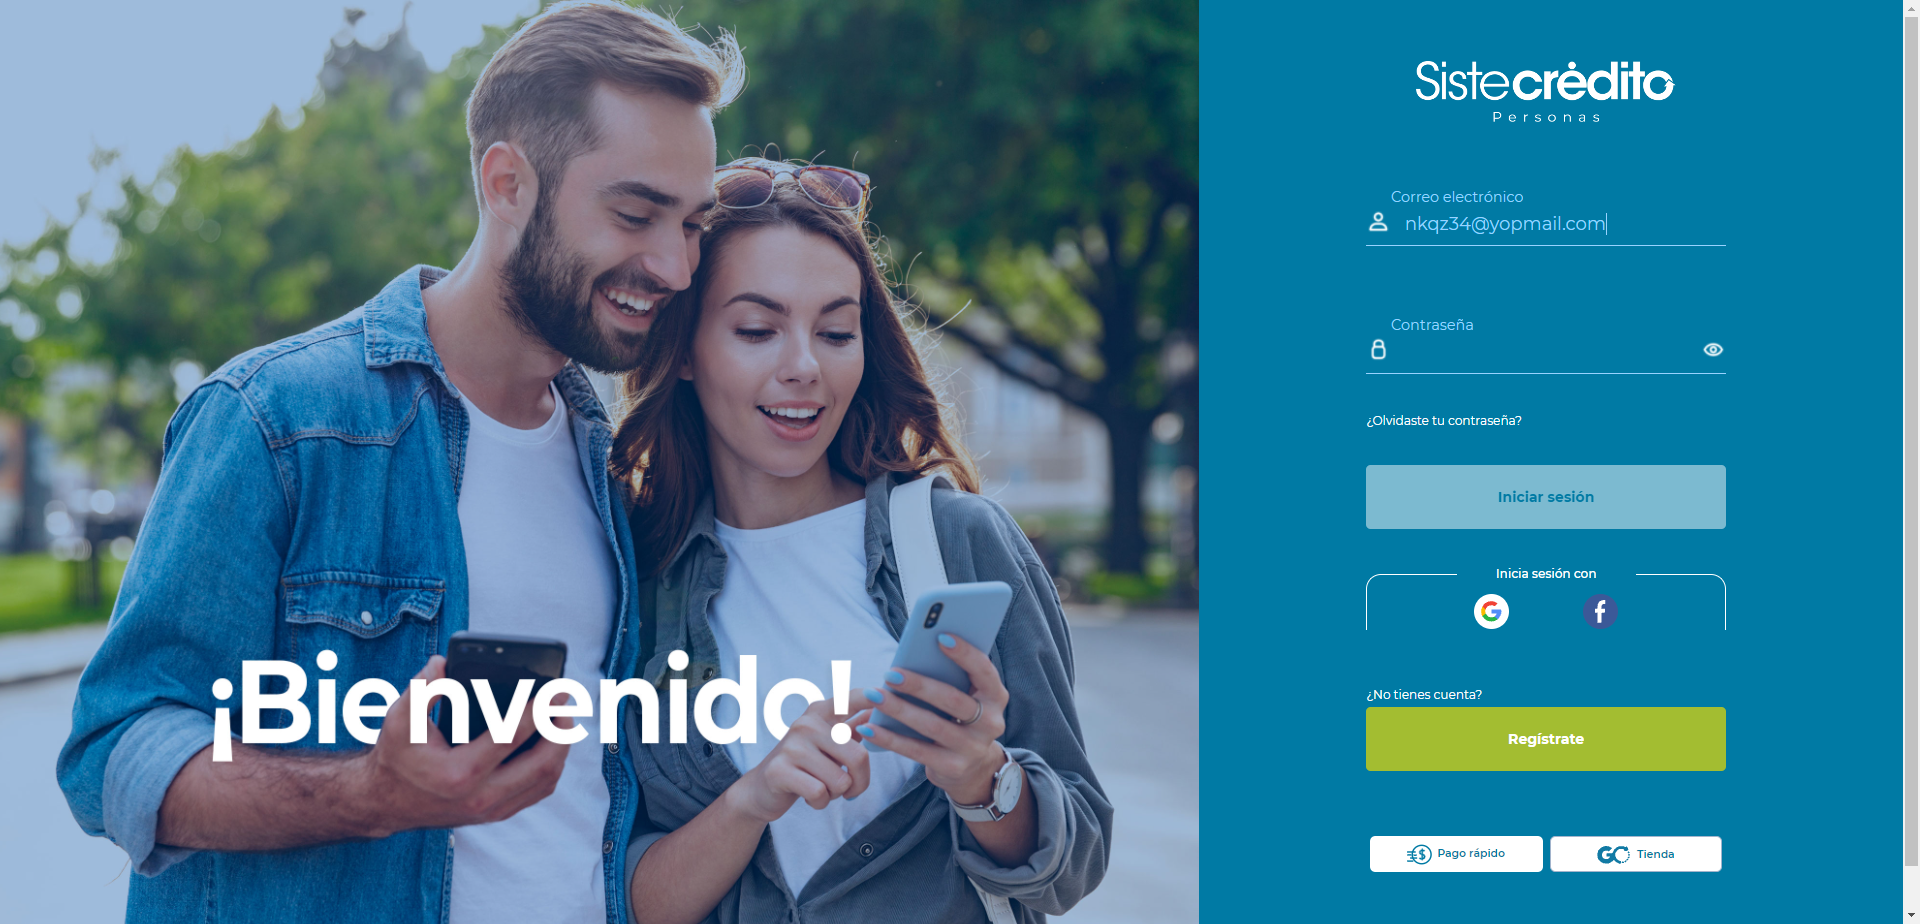 Sistecrédito
Personas
Correo electrónico
nkqz34@yopmail.com
Contraseña
¿Olvidaste tu contraseña?
Iniciar sesión
Inicia sesión con
¿No tienes cuenta?
Regístrate
Pago rápido
GO Tienda
¡Bienvenido!